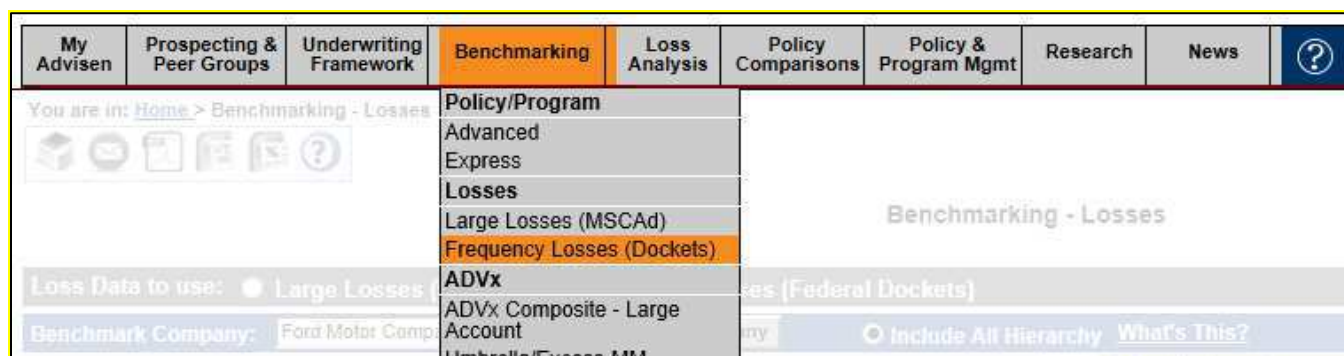 My Advisen
Prospecting & Peer Groups
Underwriting Framework
Benchmarking
Loss Analysis
Policy Comparisons
Policy & Program Mgmt
Research
News
?
You are in: Home > Benchmarking - Losses
Policy/Program
Advanced
Express
Losses
Large Losses (MSCAd)
Frequency Losses (Dockets)
ADVx
ADVx Composite - Large
Account
Benchmarking - Losses
Loss Data to use: Large Losses (Federal Dockets)
Benchmark Company: Ford Motor Include All Hierarchy What's This?